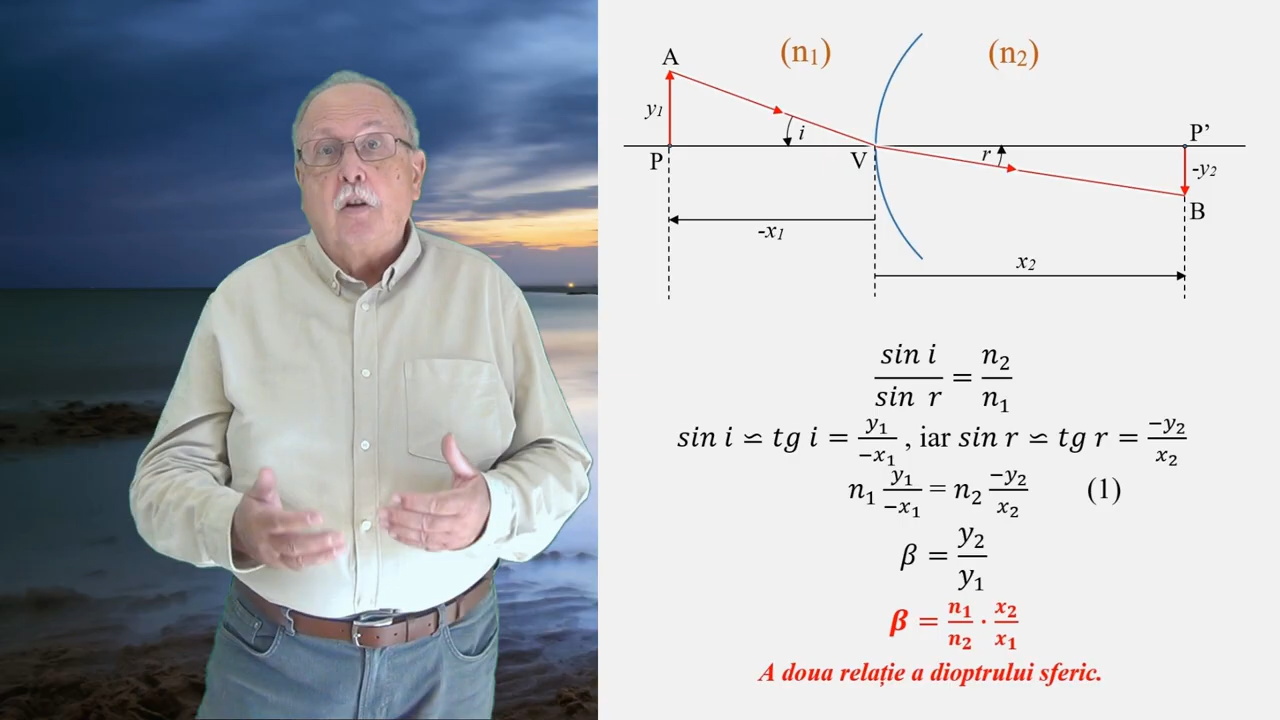 (n₁) (n₂)
A
y₁
i
P V r P’
-y₂
B
-x₁
x₂
sin i / sin r = n₂ / n₁
sin i ≌ tg i = y₁ / -x₁ , iar sin r ≌ tg r = -y₂ / x₂
n₁ y₁ / -x₁ = n₂ -y₂ / x₂ (1)
β = y₂ / y₁
β = n₁ / n₂ · x₂ / x₁
A doua relație a dioptrului sferic.